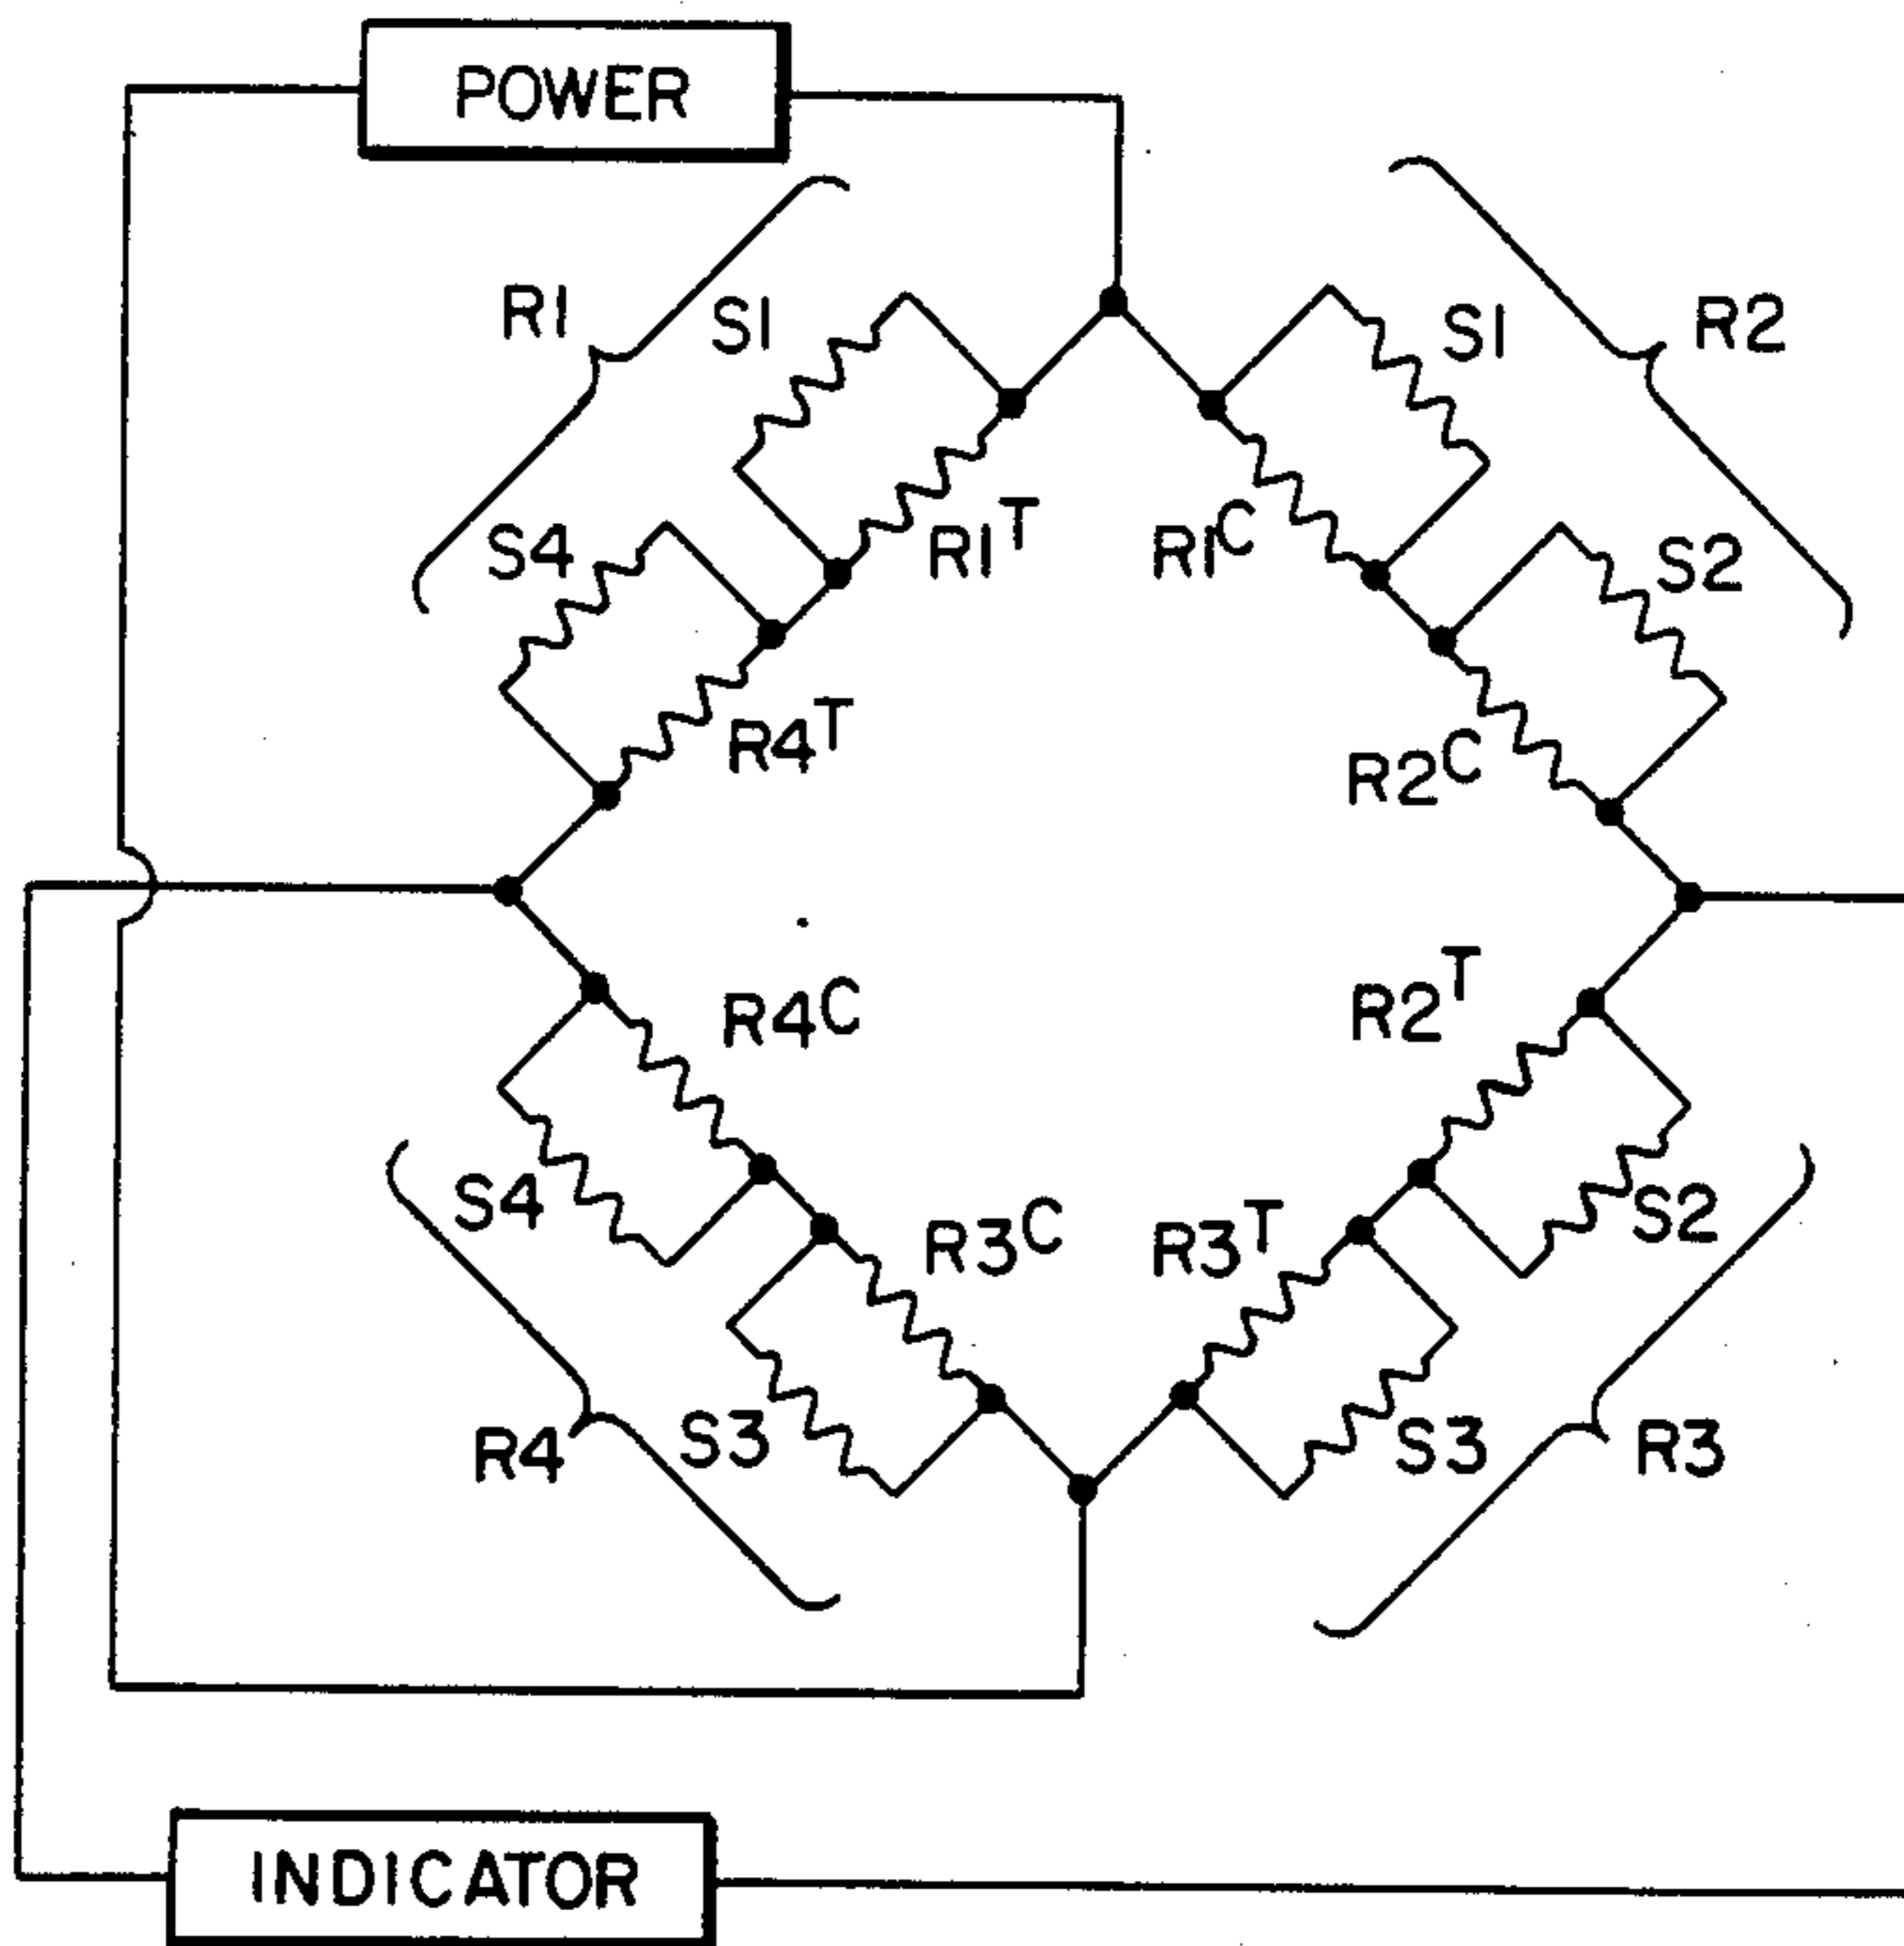 POWER
R1
S1
S1
R2
S4
R1ᵀ
R1ꟲ
S2
R4ᵀ
R2ꟲ
R4ꟲ
R2ᵀ
S4
R3ꟲ
R3ᵀ
S2
R4
S3
S3
R3
INDICATOR